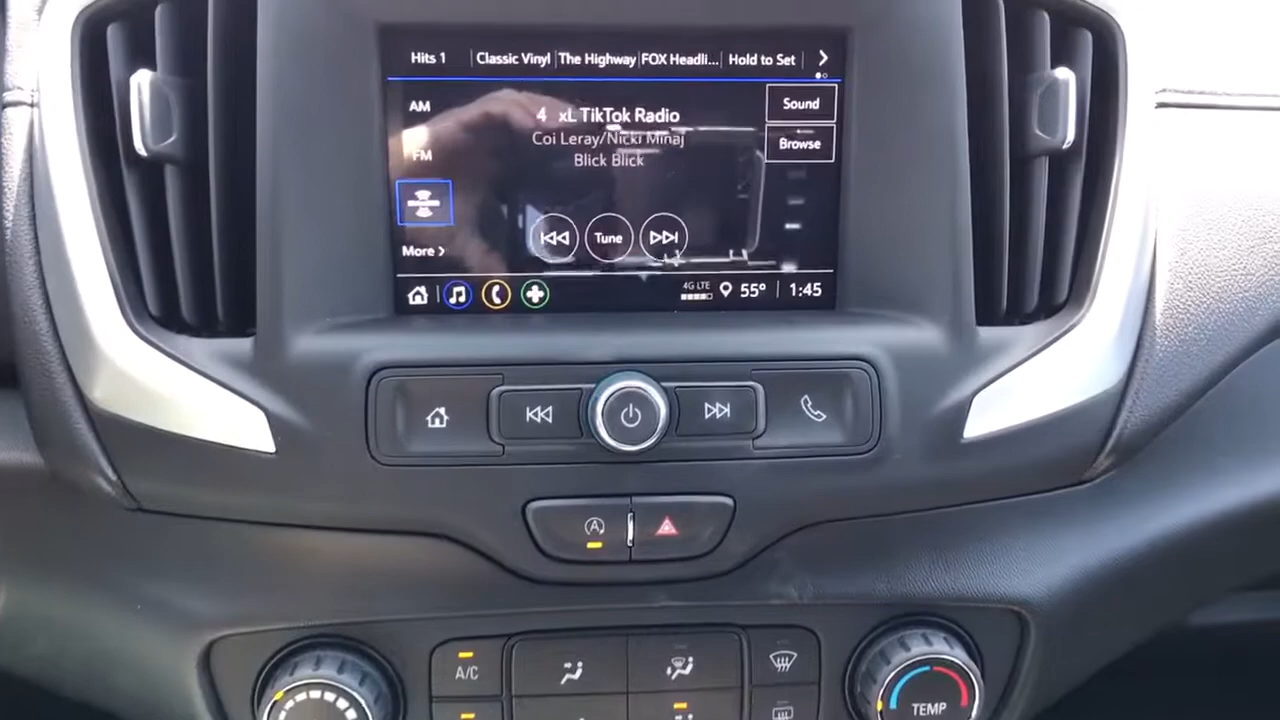 Hits 1
Classic Vinyl
The Highway
FOX Headli...
Hold to Set
AM
4 xL TikTok Radio
Sound
Coi Leray/Nicki Minaj
Browse
FM
Blick Blick
Tune
More
4G LTE
55° 1:45
A
A/C
TEMP